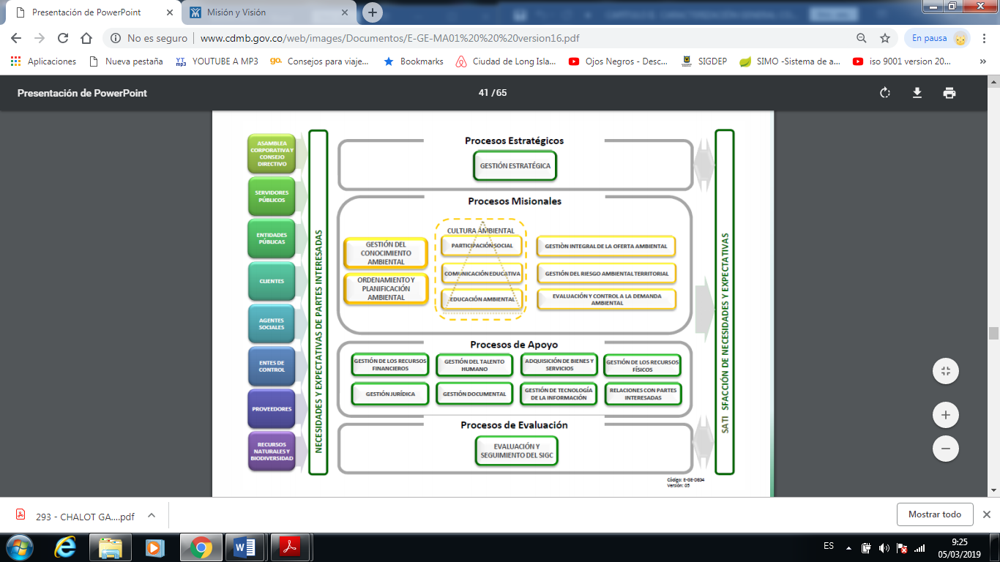 Presentación de PowerPoint
Misión y Visión
No es seguro | www.cdmb.gov.co/web/images/Documentos/E-GE-MA01%20%20%20version16.pdf
En pausa
Aplicaciones
Nueva pestaña
YOUTUBE A MP3
Consejos para viaje...
Bookmarks
Ciudad de Long Isla...
Ojos Negros - Desc...
SIGDEP
SIMO -Sistema de a...
iso 9001 version 20...
»
Presentación de PowerPoint
41 / 65
ASAMBLEA
CORPORATIVA Y
CONSEJO
DIRECTIVO
SERVIDORES
PÚBLICOS
ENTIDADES
PÚBLICAS
CLIENTES
AGENTES
SOCIALES
ENTES DE
CONTROL
PROVEEDORES
RECURSOS
NATURALES Y
BIODIVERSIDAD
NECESIDADES Y EXPECTATIVAS DE PARTES INTERESADAS
Procesos Estratégicos
GESTIÓN ESTRATÉGICA
Procesos Misionales
GESTIÓN DEL
CONOCIMIENTO
AMBIENTAL
ORDENAMIENTO Y
PLANIFICACIÓN
AMBIENTAL
CULTURA AMBIENTAL
PARTICIPACIÓN SOCIAL
COMUNICACIÓN EDUCATIVA
EDUCACIÓN AMBIENTAL
GESTIÓN INTEGRAL DE LA OFERTA AMBIENTAL
GESTIÓN DEL RIESGO AMBIENTAL TERRITORIAL
EVALUACIÓN Y CONTROL A LA DEMANDA
AMBIENTAL
Procesos de Apoyo
GESTIÓN DE LOS RECURSOS
FINANCIEROS
GESTIÓN DEL TALENTO
HUMANO
ADQUISICIÓN DE BIENES Y
SERVICIOS
GESTIÓN DE LOS RECURSOS
FÍSICOS
GESTIÓN JURÍDICA
GESTIÓN DOCUMENTAL
GESTIÓN DE TECNOLOGÍA
DE LA INFORMACIÓN
RELACIONES CON PARTES
INTERESADAS
Procesos de Evaluación
EVALUACIÓN Y
SEGUIMIENTO DEL SIGC
SATI SFACCIÓN DE NECESIDADES Y EXPECTATIVAS
Código: E-GE-DE04
Versión: 05
293 - CHALOT GA....pdf
Mostrar todo
ES
9:25
05/03/2019